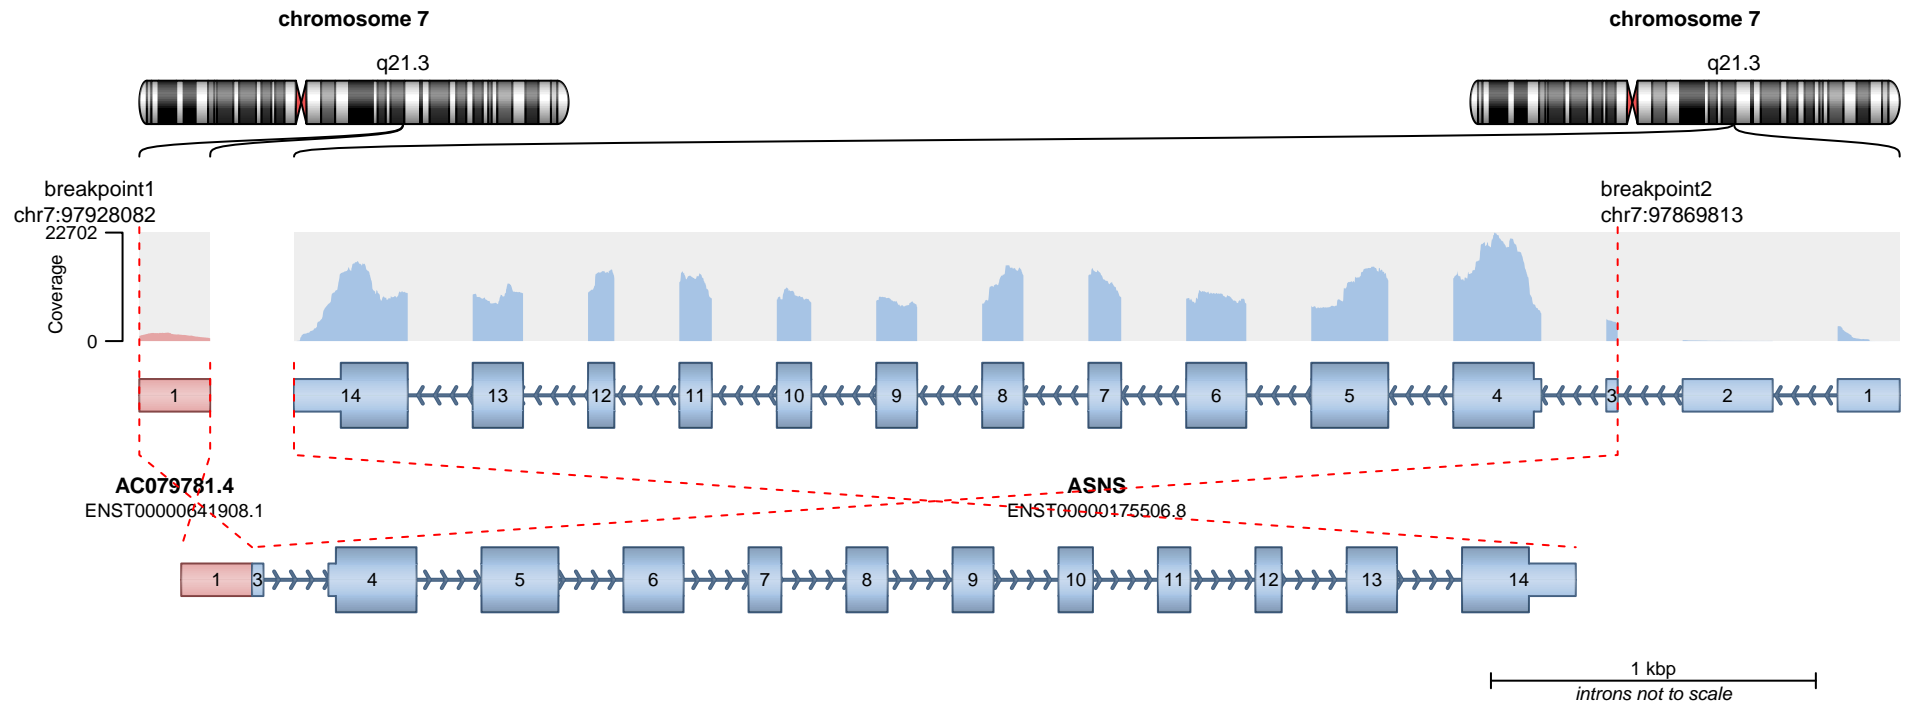 chromosome 7
chromosome 7
q21.3
q21.3
breakpoint1
chr7:97928082
breakpoint2
chr7:97869813
22702
Coverage
0
1
14 13 12 11 10 9 8 7 6 5 4 3 2 1
AC079781.4
ENST00000641908.1
ASNS
ENST00000175506.8
1 3 4 5 6 7 8 9 10 11 12 13 14
1 kbp
introns not to scale